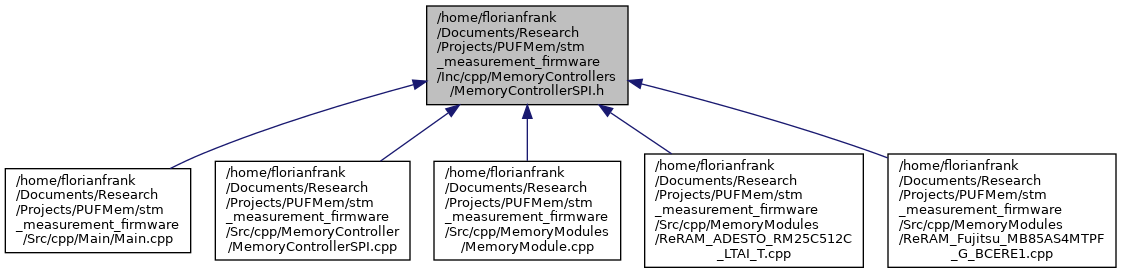 /home/florianfrank
/Documents/Research
/Projects/PUFMem/stm
_measurement_firmware
/Inc/cpp/MemoryControllers
/MemoryControllerSPI.h
/home/florianfrank
/Documents/Research
/Projects/PUFMem/stm
_measurement_firmware
/Src/cpp/Main/Main.cpp
/home/florianfrank
/Documents/Research
/Projects/PUFMem/stm
_measurement_firmware
/Src/cpp/MemoryController
/MemoryControllerSPI.cpp
/home/florianfrank
/Documents/Research
/Projects/PUFMem/stm
_measurement_firmware
/Src/cpp/MemoryModules
/MemoryModule.cpp
/home/florianfrank
/Documents/Research
/Projects/PUFMem/stm
_measurement_firmware
/Src/cpp/MemoryModules
/ReRAM_ADESTO_RM25C512C
_LTAI_T.cpp
/home/florianfrank
/Documents/Research
/Projects/PUFMem/stm
_measurement_firmware
/Src/cpp/MemoryModules
/ReRAM_Fujitsu_MB85AS4MTPF
_G_BCERE1.cpp